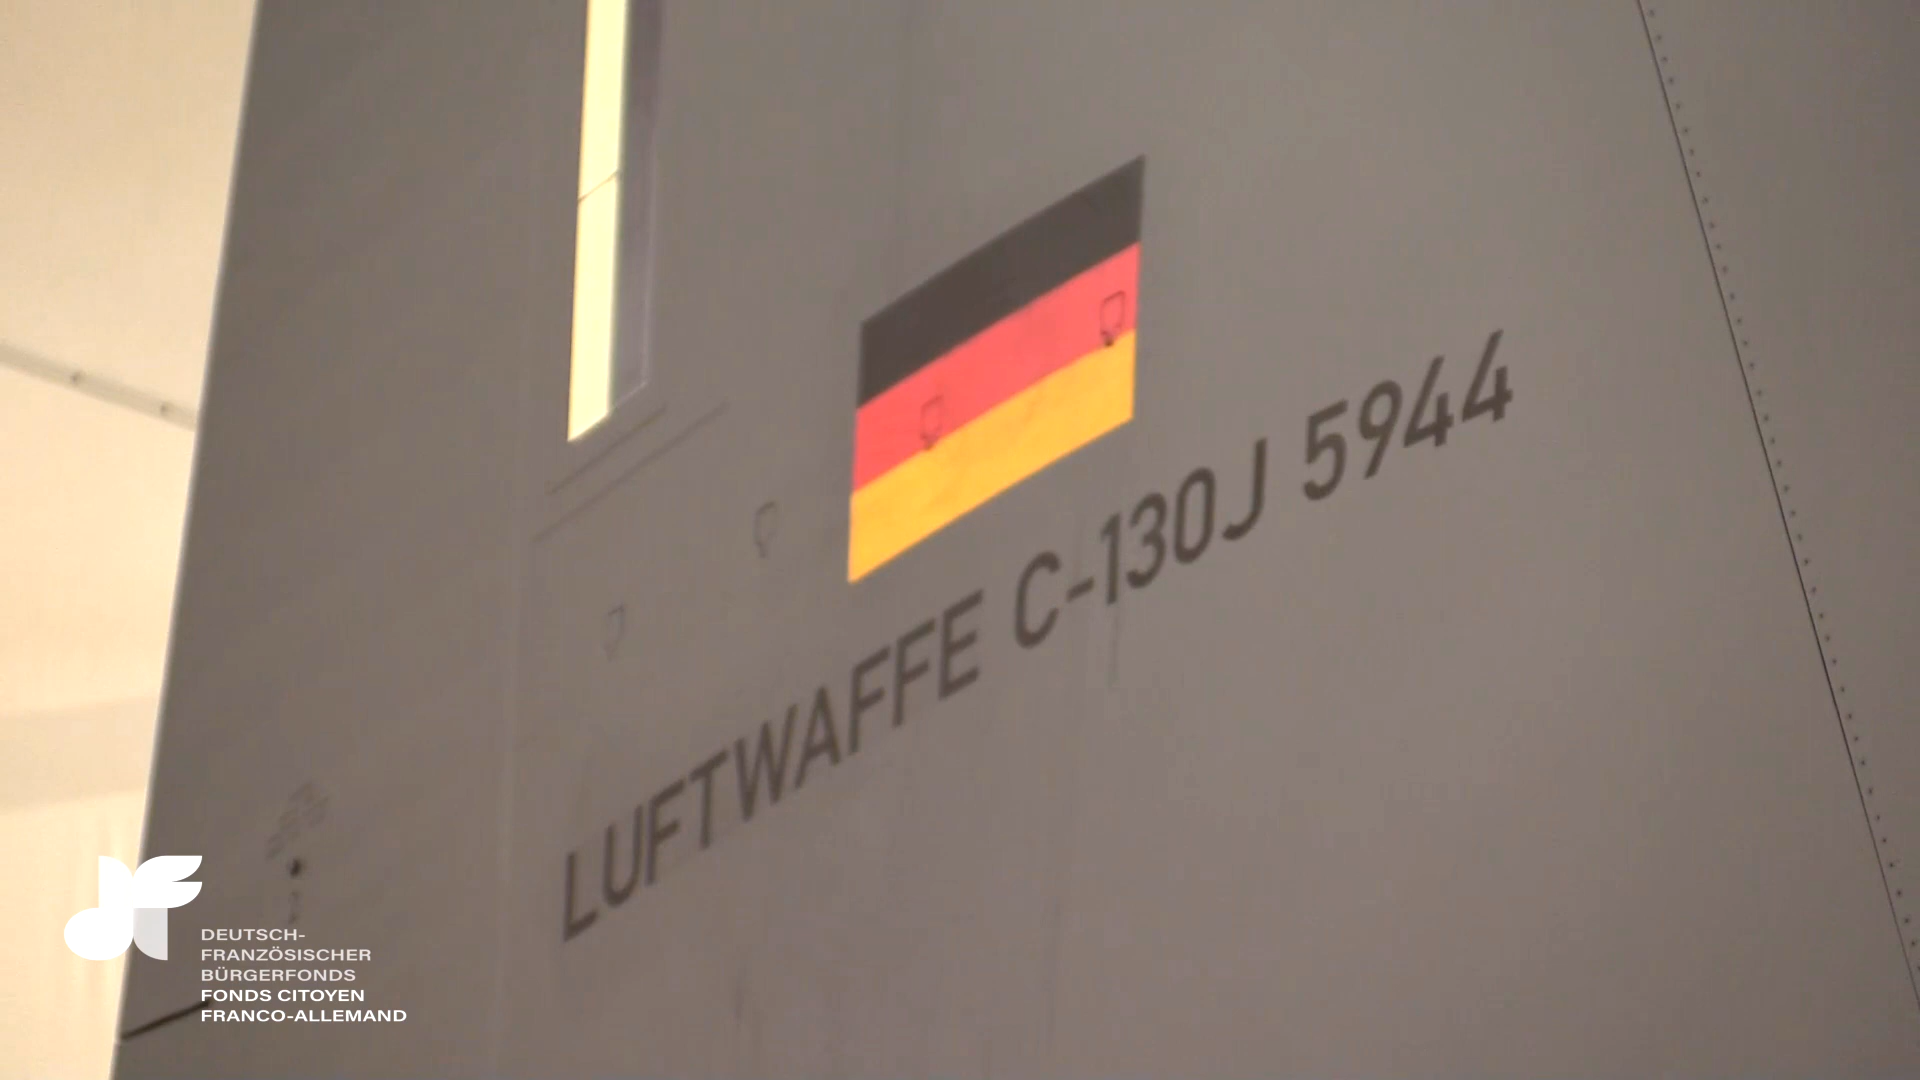 LUFTWAFFE C-130J 5944
DEUTSCH-
FRANZÖSISCHER
BÜRGERFONDS
FONDS CITOYEN
FRANCO-ALLEMAND